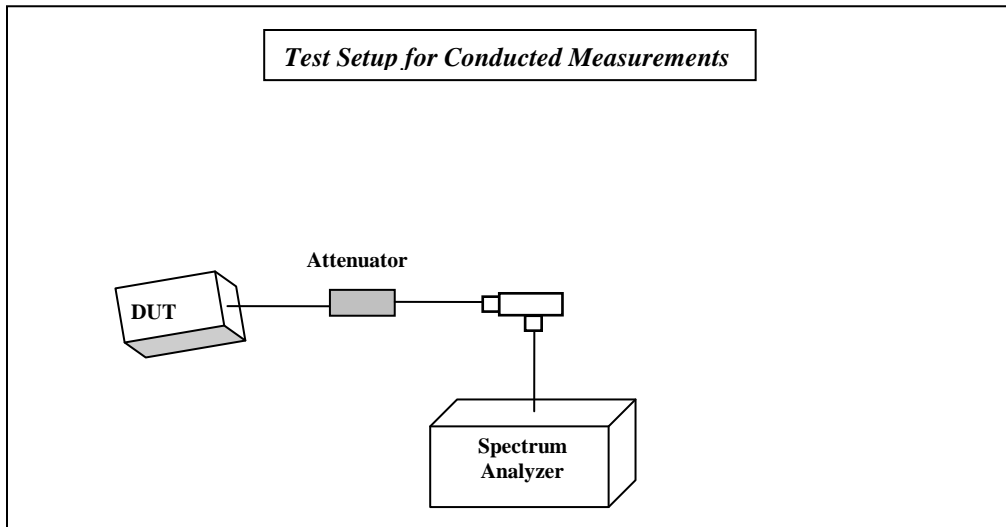 Test Setup for Conducted Measurements
Attenuator
DUT
Spectrum
Analyzer